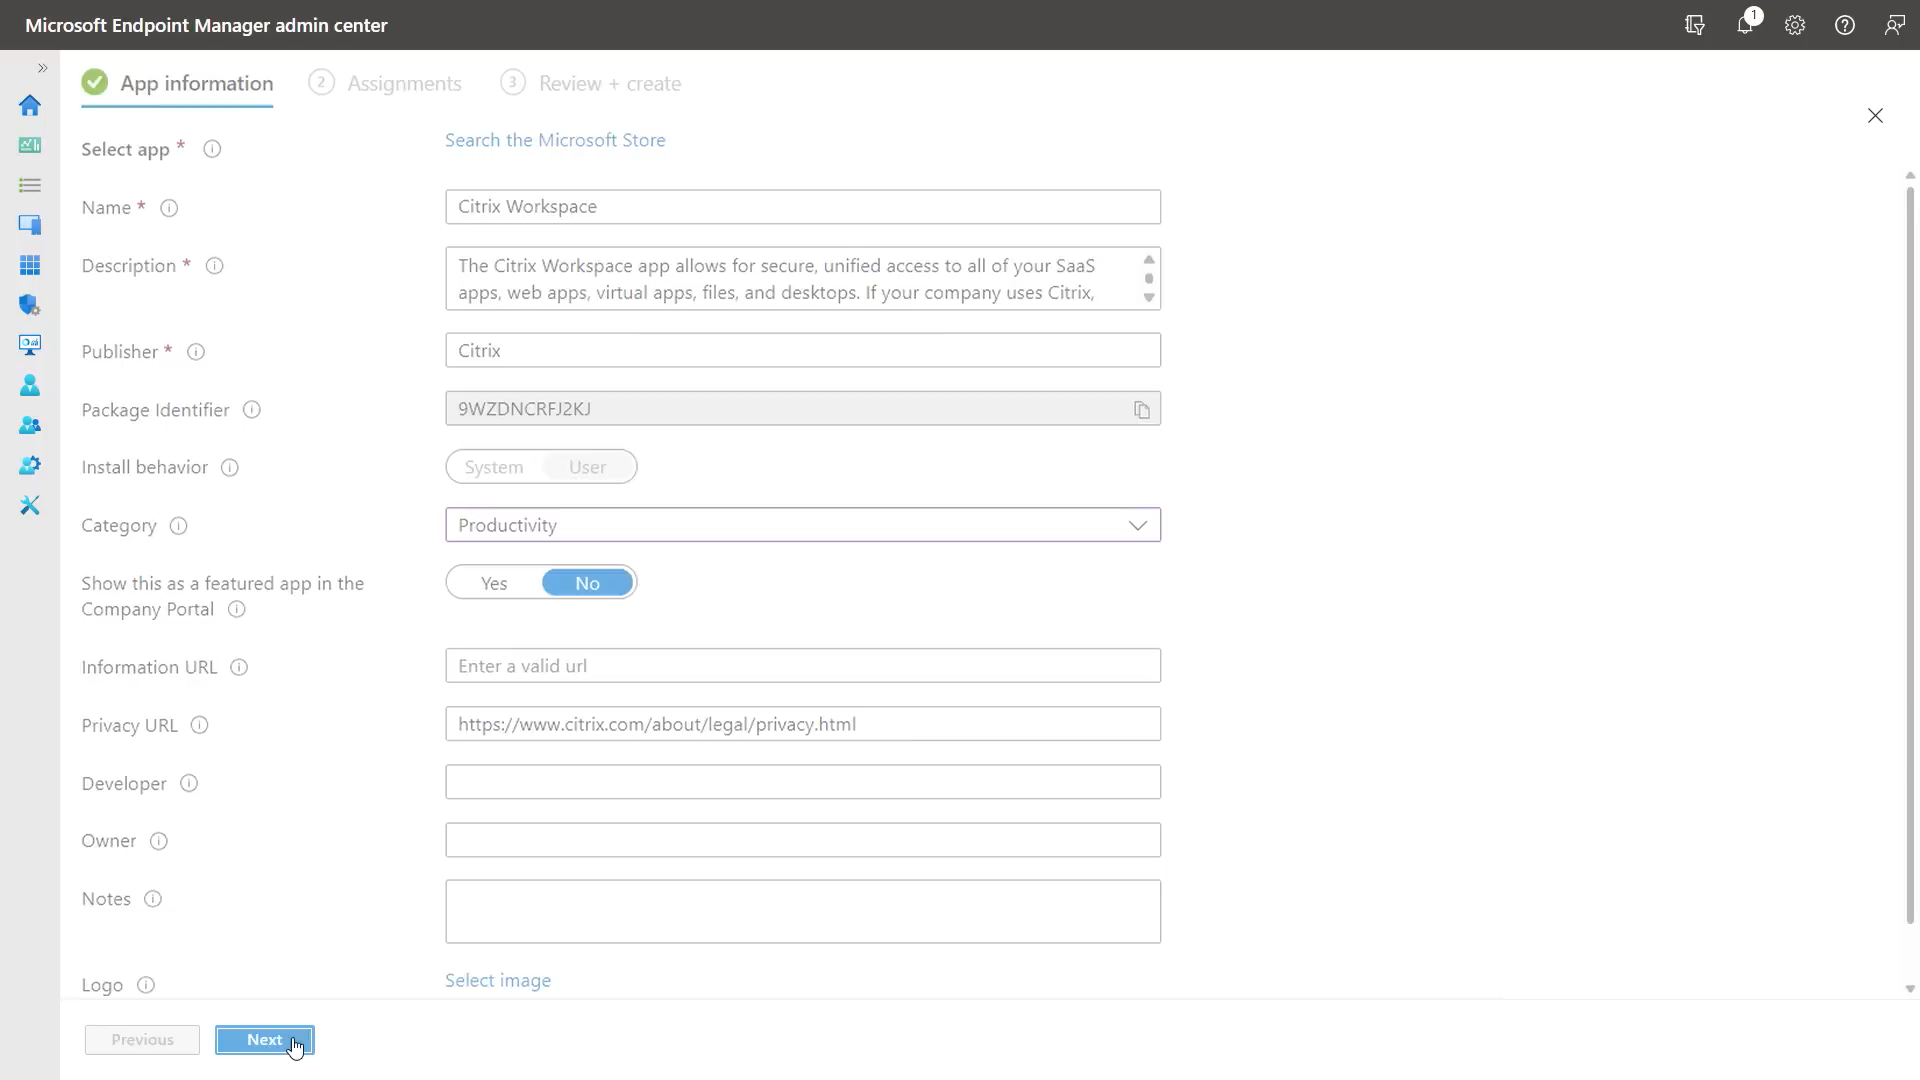 Microsoft Endpoint Manager admin center
1
App information
2 Assignments
3 Review + create
Select app *
Search the Microsoft Store
Name *
Citrix Workspace
Description *
The Citrix Workspace app allows for secure, unified access to all of your SaaS
apps, web apps, virtual apps, files, and desktops. If your company uses Citrix,
Publisher *
Citrix
Package Identifier
9WZDNCRFJ2KJ
Install behavior
System User
Category
Productivity
Show this as a featured app in the
Company Portal
Yes No
Information URL
Enter a valid url
Privacy URL
https://www.citrix.com/about/legal/privacy.html
Developer
Owner
Notes
Logo
Select image
Previous
Next